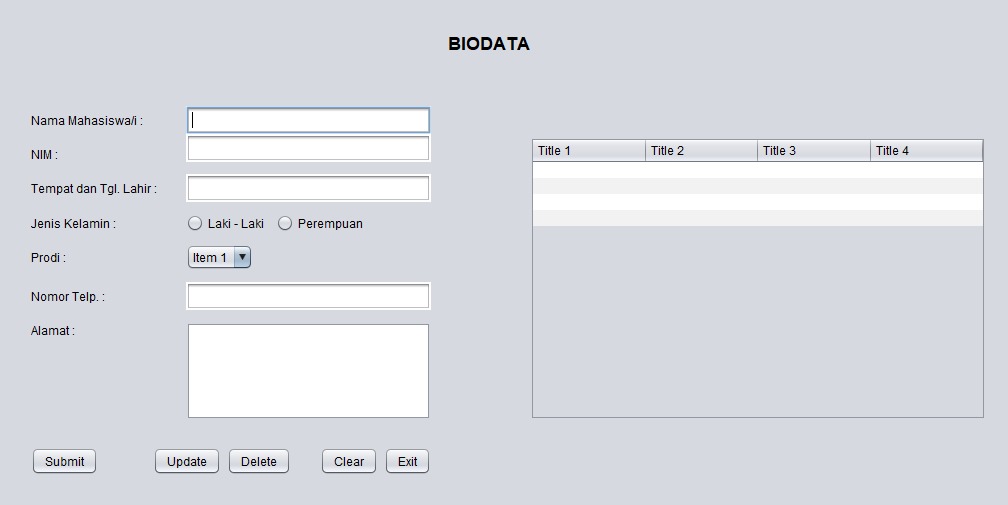 BIODATA
Nama Mahasiswa/i :
NIM :
Tempat dan Tgl. Lahir :
Jenis Kelamin : Laki - Laki Perempuan
Prodi : Item 1
Nomor Telp. :
Alamat :
Submit Update Delete Clear Exit
Title 1 Title 2 Title 3 Title 4